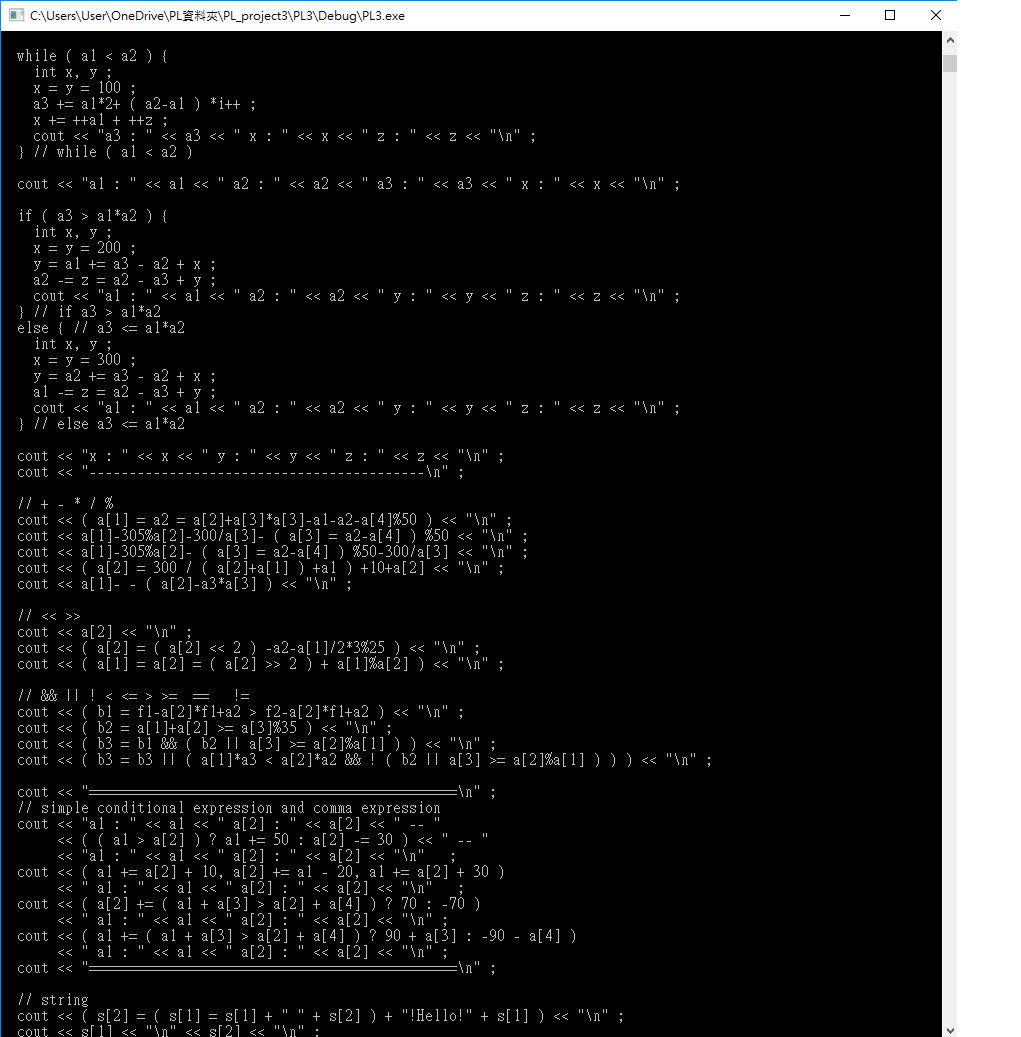 C:\Users\User\OneDrive\PL資料夾\PL_project3\PL3\Debug\PL3.exe
while ( a1 < a2 ) {
  int x, y ;
  x = y = 100 ;
  a3 += a1*2+ ( a2-a1 ) *i++ ;
  x += ++a1 + ++z ;
  cout << "a3 : " << a3 << " x : " << x << " z : " << z << "\n" ;
} // while ( a1 < a2 )
cout << "a1 : " << a1 << " a2 : " << a2 << " a3 : " << a3 << " x : " << x << "\n" ;
if ( a3 > a1*a2 ) {
  int x, y ;
  x = y = 200 ;
  y = a1 += a3 - a2 + x ;
  a2 -= z = a2 - a3 + y ;
  cout << "a1 : " << a1 << " a2 : " << a2 << " y : " << y << " z : " << z << "\n" ;
} // if a3 > a1*a2
else { // a3 <= a1*a2
  int x, y ;
  x = y = 300 ;
  y = a2 += a3 - a2 + x ;
  a1 -= z = a2 - a3 + y ;
  cout << "a1 : " << a1 << " a2 : " << a2 << " y : " << y << " z : " << z << "\n" ;
} // else a3 <= a1*a2
cout << "x : " << x << " y : " << y << " z : " << z << "\n" ;
cout << "------------------------------------------\n" ;
// + - * / %
cout << ( a[1] = a2 = a[2]+a[3]*a[3]-a1-a2-a[4]%50 ) << "\n" ;
cout << a[1]-305%a[2]-300/a[3]- ( a[3] = a2-a[4] ) %50 << "\n" ;
cout << a[1]-305%a[2]- ( a[3] = a2-a[4] ) %50-300/a[3] << "\n" ;
cout << ( a[2] = 300 / ( a[2]+a[1] ) +a1 ) +10+a[2] << "\n" ;
cout << a[1]- - ( a[2]-a3*a[3] ) << "\n" ;
// << >>
cout << a[2] << "\n" ;
cout << ( a[2] = ( a[2] << 2 ) -a2-a[1]/2*3%25 ) << "\n" ;
cout << ( a[1] = a[2] = ( a[2] >> 2 ) + a[1]%a[2] ) << "\n" ;
// && || ! < <= > >=  ==   !=
cout << ( b1 = f1-a[2]*f1+a2 > f2-a[2]*f1+a2 ) << "\n" ;
cout << ( b2 = a[1]+a[2] >= a[3]%35 ) << "\n" ;
cout << ( b3 = b1 && ( b2 || a[3] >= a[2]%a[1] ) ) << "\n" ;
cout << ( b3 = b3 || ( a[1]*a3 < a[2]*a2 && ! ( b2 || a[3] >= a[2]%a[1] ) ) ) << "\n" ;
cout << "==============================================\n" ;
// simple conditional expression and comma expression
cout << "a1 : " << a1 << " a[2] : " << a[2] << " -- "
     << ( ( a1 > a[2] ) ? a1 += 50 : a[2] -= 30 ) << " -- "
     << "a1 : " << a1 << " a[2] : " << a[2] << "\n"   ;
cout << ( a1 += a[2] + 10, a[2] += a1 - 20, a1 += a[2] + 30 )
     << " a1 : " << a1 << " a[2] : " << a[2] << "\n"   ;
cout << ( a[2] += ( a1 + a[3] > a[2] + a[4] ) ? 70 : -70 )
     << " a1 : " << a1 << " a[2] : " << a[2] << "\n" ;
cout << ( a1 += ( a1 + a[3] > a[2] + a[4] ) ? 90 + a[3] : -90 - a[4] )
     << " a1 : " << a1 << " a[2] : " << a[2] << "\n" ;
cout << "==============================================\n" ;
// string
cout << ( s[2] = ( s[1] = s[1] + " " + s[2] ) + "!Hello!" + s[1] ) << "\n" ;
cout << s[1] << "\n" << s[2] << "\n" ;